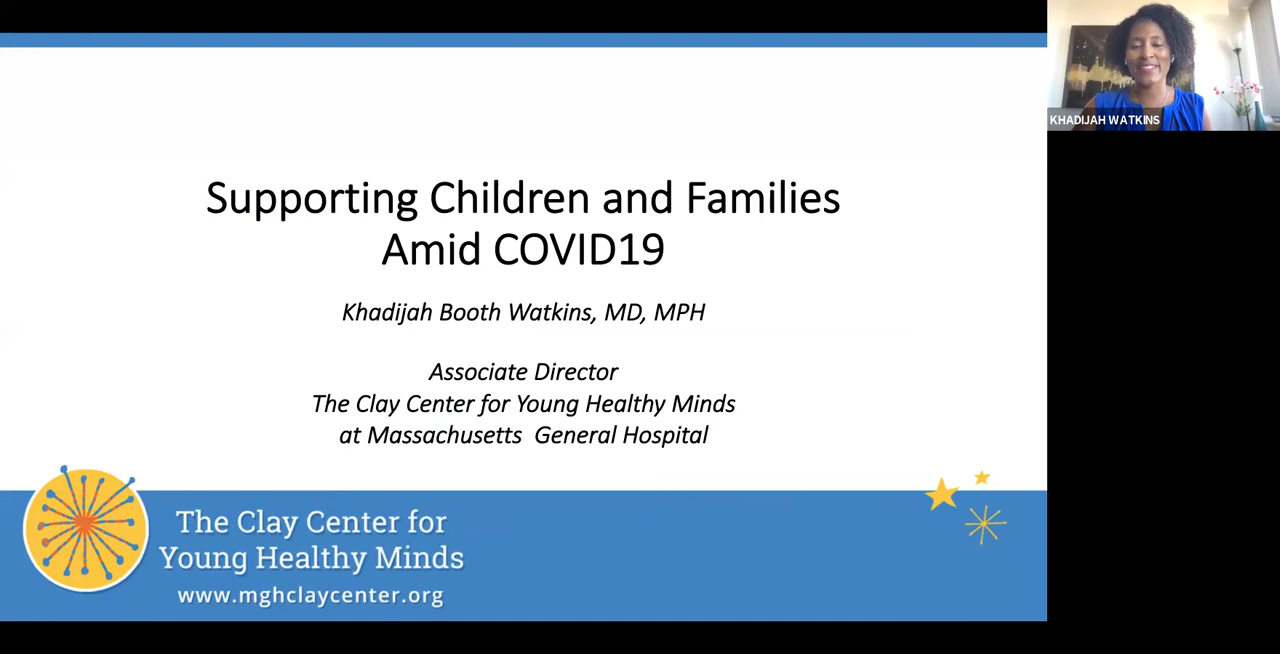 Supporting Children and Families
Amid COVID19
Khadijah Booth Watkins, MD, MPH
Associate Director
The Clay Center for Young Healthy Minds
at Massachusetts General Hospital
The Clay Center for
Young Healthy Minds
www.mghclaycenter.org
KHADIJAH WATKINS